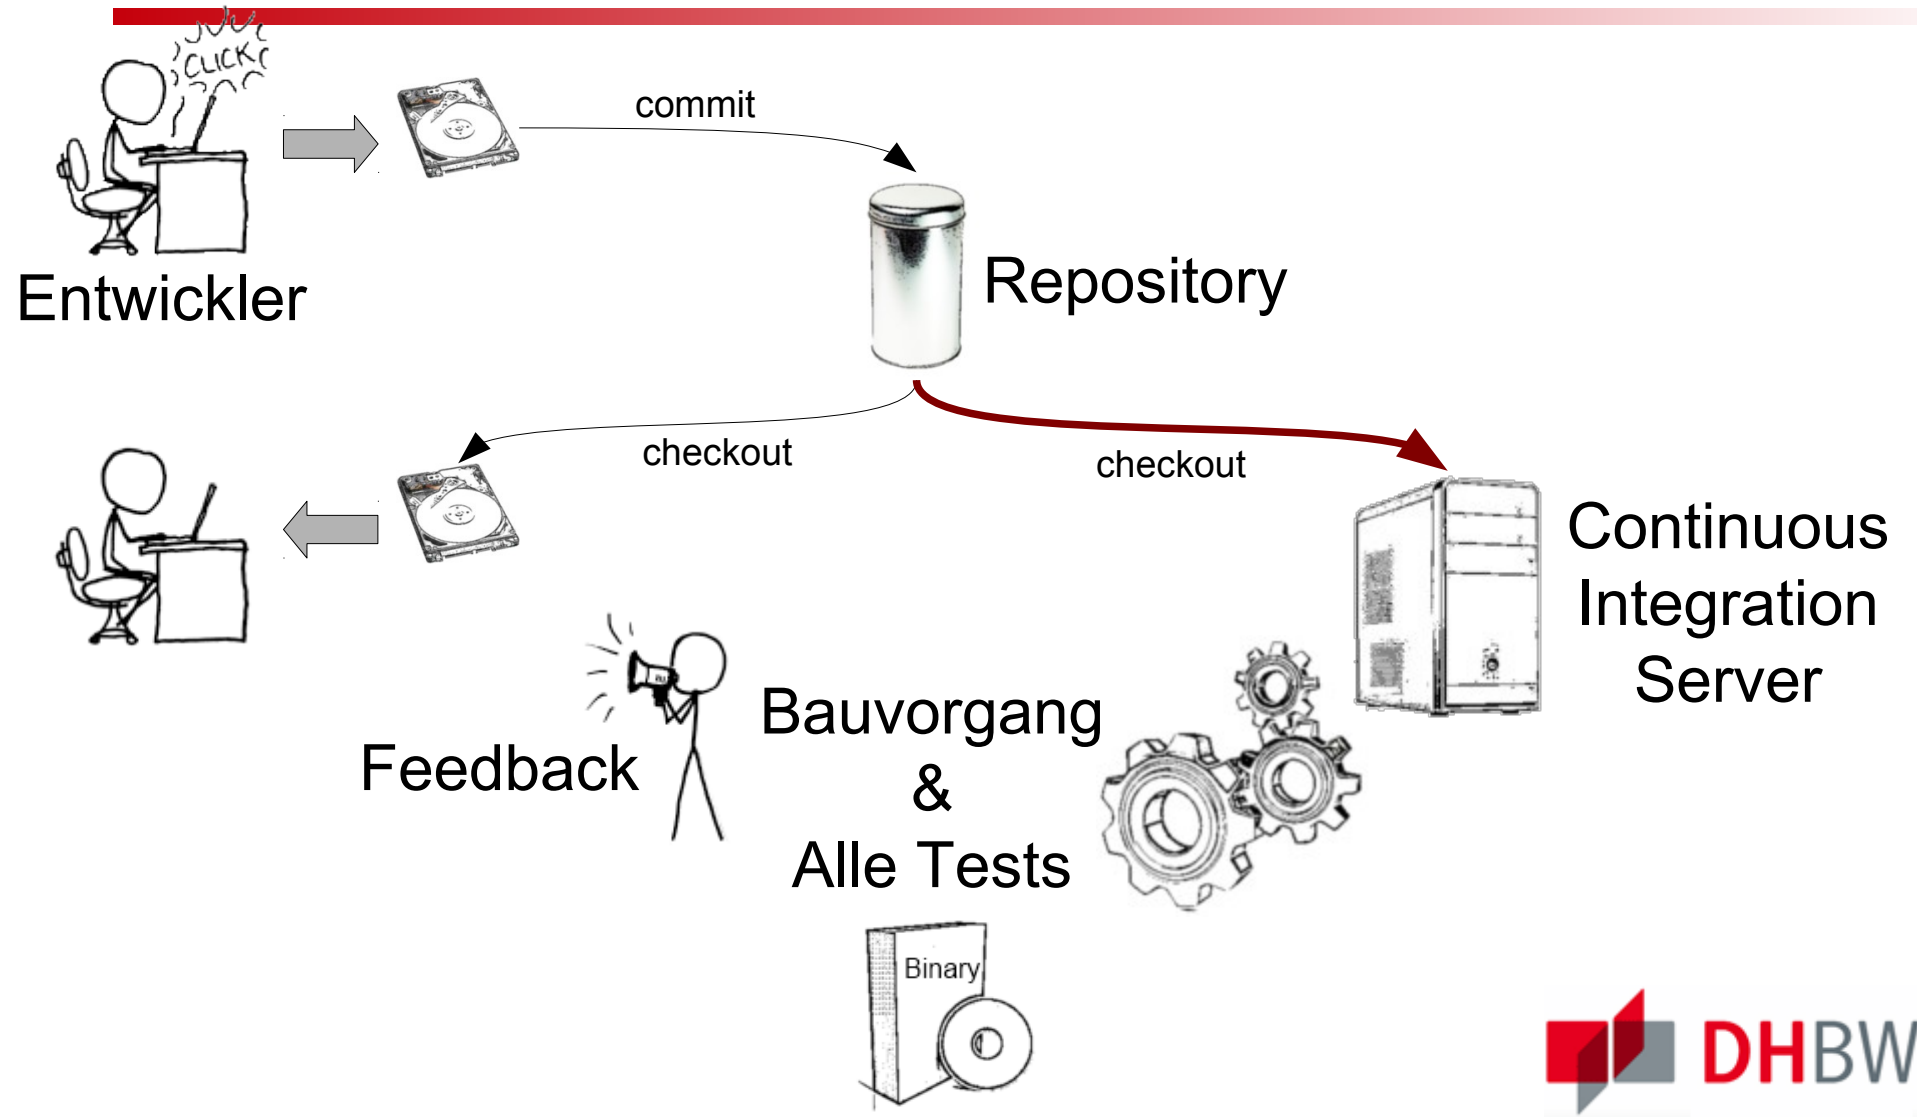 CLICK
commit
Repository
Entwickler
checkout
checkout
Continuous
Integration
Server
Feedback
Bauvorgang
&
Alle Tests
Binary
DHBW